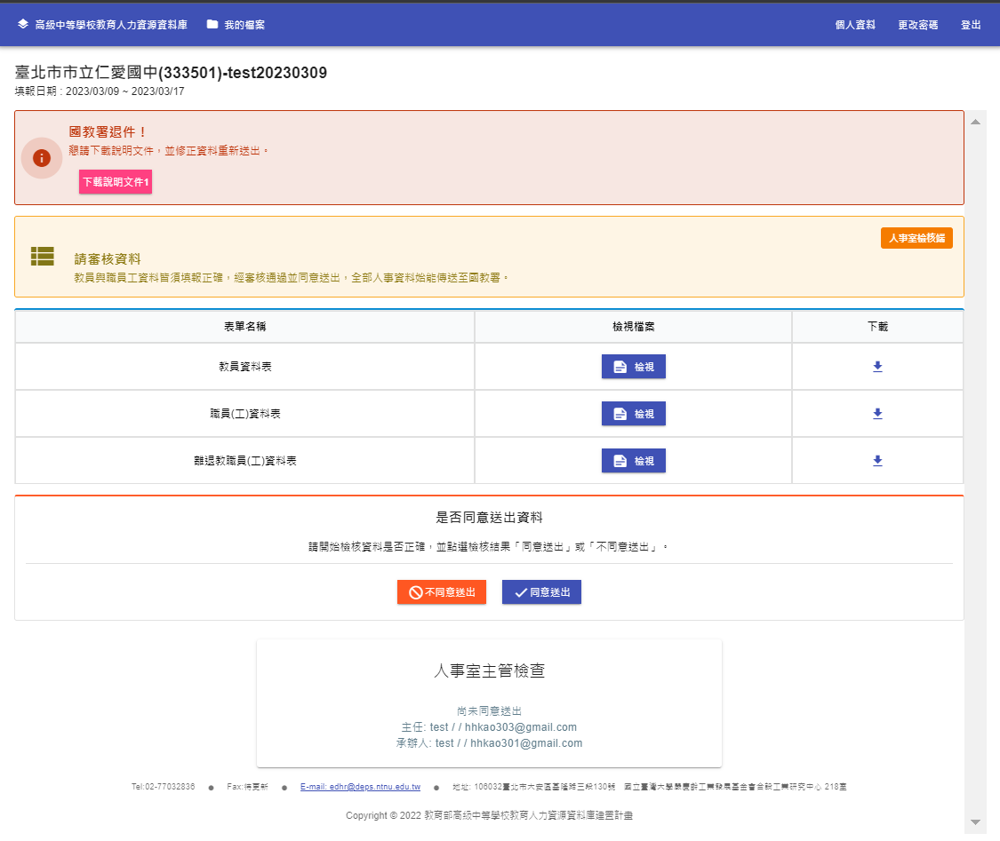 高級中等學校教育人力資源資料庫 我的檔案 個人資料 更改密碼 登出
臺北市市立仁愛國中(333501)-test20230309
填報日期 : 2023/03/09 ~ 2023/03/17
國教署退件！
懇請下載說明文件，並修正資料重新送出。
下載說明文件1
人事室檢核端
請審核資料
教員與職員工資料皆須填報正確，經審核通過並同意送出，全部人事資料始能傳送至國教署。
表單名稱 檢視檔案 下載
教員資料表 檢視
職員(工)資料表 檢視
離退教職員(工)資料表 檢視
是否同意送出資料
請開始檢核資料是否正確，並點選檢核結果「同意送出」或「不同意送出」。
不同意送出 同意送出
人事室主管檢查
尚未同意送出
主任: test / / hhkao303@gmail.com
承辦人: test / / hhkao301@gmail.com
Tel:02-77032836 ● Fax:待更新 ● E-mail: edhr@deps.ntnu.edu.tw ● 地址: 106032臺北市大安區基隆路三段130號 國立臺灣大學嚴慶齡工業發展基金會合設工業研究中心 218室
Copyright © 2022 教育部高級中等學校教育人力資源資料庫建置計畫